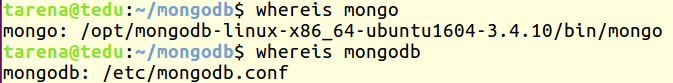 tarena@tedu:~/mongodb$ whereis mongo
mongo: /opt/mongodb-linux-x86_64-ubuntu1604-3.4.10/bin/mongo
tarena@tedu:~/mongodb$ whereis mongodb
mongodb: /etc/mongodb.conf